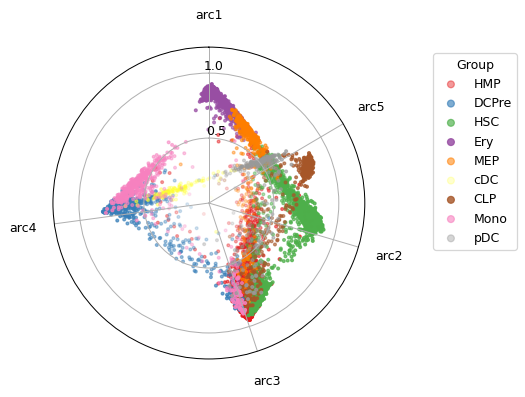 arc1
1.0
0.5
arc5
arc4
arc2
arc3
Group
HMP
DCPre
HSC
Ery
MEP
cDC
CLP
Mono
pDC